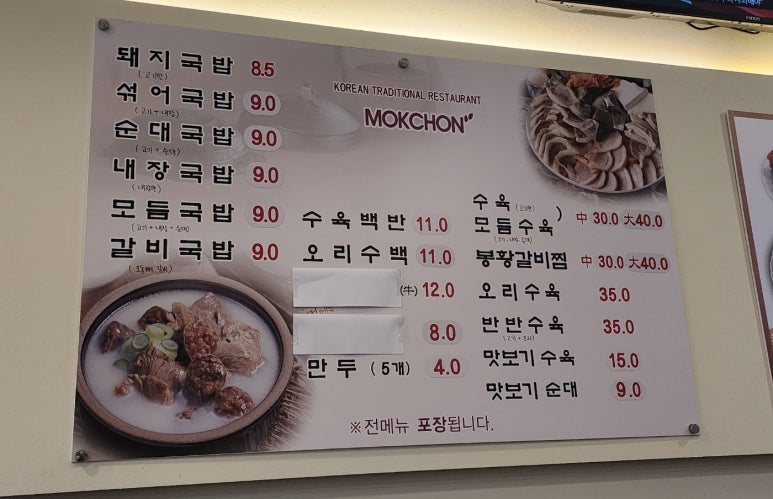 돼지국밥 8.5
(고기만)
섞어국밥 9.0
(고기+내장)
순대국밥 9.0
(고기+순대)
내장국밥 9.0
모듬국밥 9.0
(고기+내장+순대)
갈비국밥 9.0
KOREAN TRADITIONAL RESTAURANT
MOKCHON
수육백반 11.0
오리수백 11.0
(牛) 12.0
8.0
만두 (5개) 4.0
수육 (고기만)
모듬수육 ) 中 30.0 大 40.0
(고기, 내장, 순대)
봉황갈비찜 中 30.0 大 40.0
오리수육 35.0
반반수육 35.0
맛보기 수육 15.0
맛보기 순대 9.0
※전메뉴 포장됩니다.